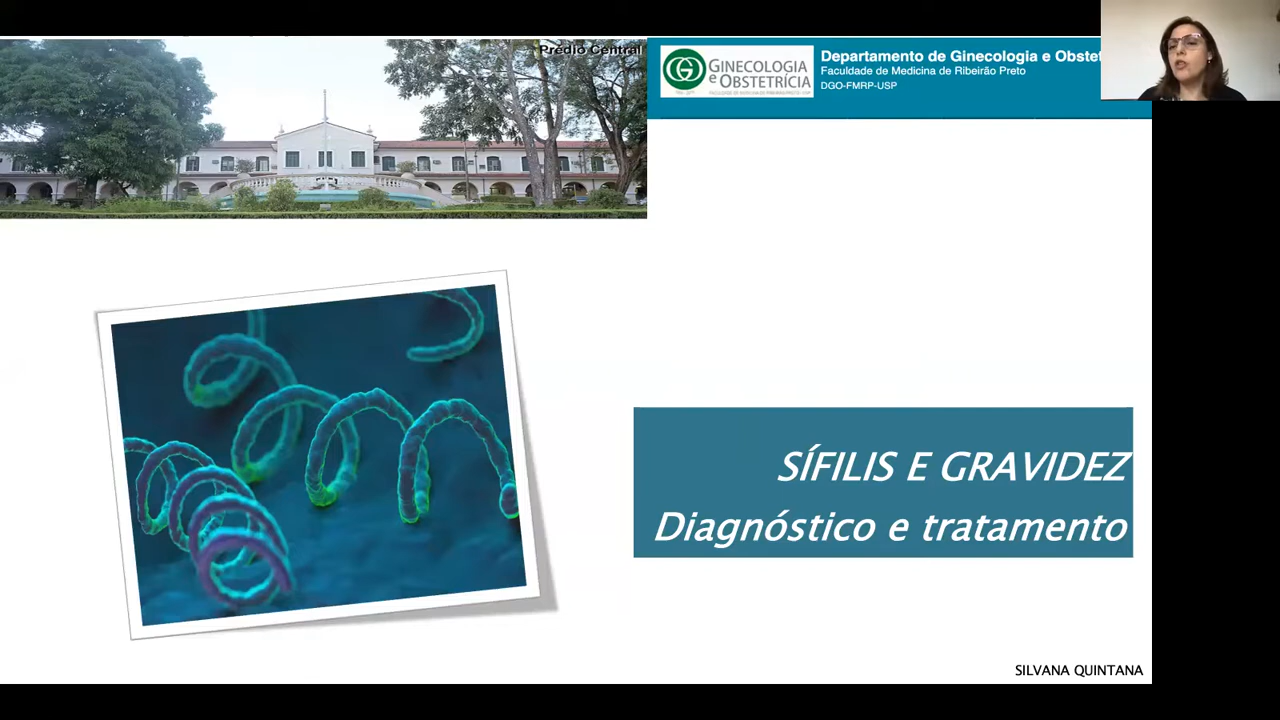 Prédio Central
GINECOLOGIA
e OBSTETRÍCIA
Departamento de Ginecologia e Obstet
Faculdade de Medicina de Ribeirão Preto
DGO-FMRP-USP
SÍFILIS E GRAVIDEZ
Diagnóstico e tratamento
SILVANA QUINTANA